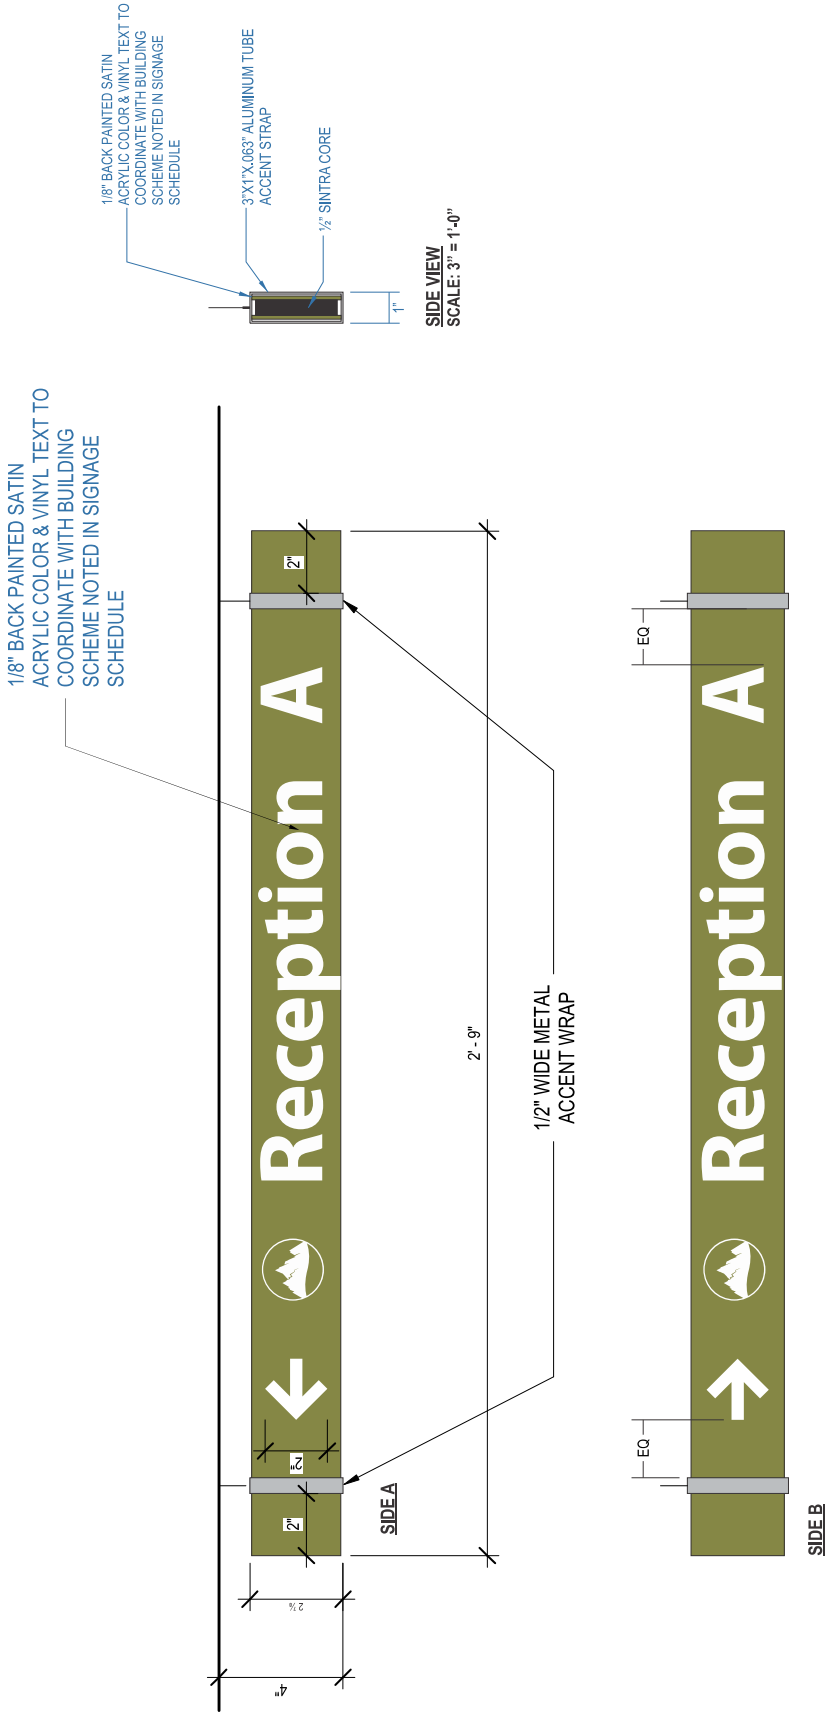 1/8" BACK PAINTED SATIN
ACRYLIC COLOR & VINYL TEXT TO
COORDINATE WITH BUILDING
SCHEME NOTED IN SIGNAGE
SCHEDULE
1/8" BACK PAINTED SATIN
ACRYLIC COLOR & VINYL TEXT TO
COORDINATE WITH BUILDING
SCHEME NOTED IN SIGNAGE
SCHEDULE
3"X1"X.063" ALUMINUM TUBE
ACCENT STRAP
½" SINTRA CORE
1"
SIDE VIEW
SCALE: 3" = 1'-0"
4"
2"
2"
2"
Reception A
SIDE A
2' - 9"
1/2" WIDE METAL
ACCENT WRAP
EQ
EQ
Reception A
SIDE B